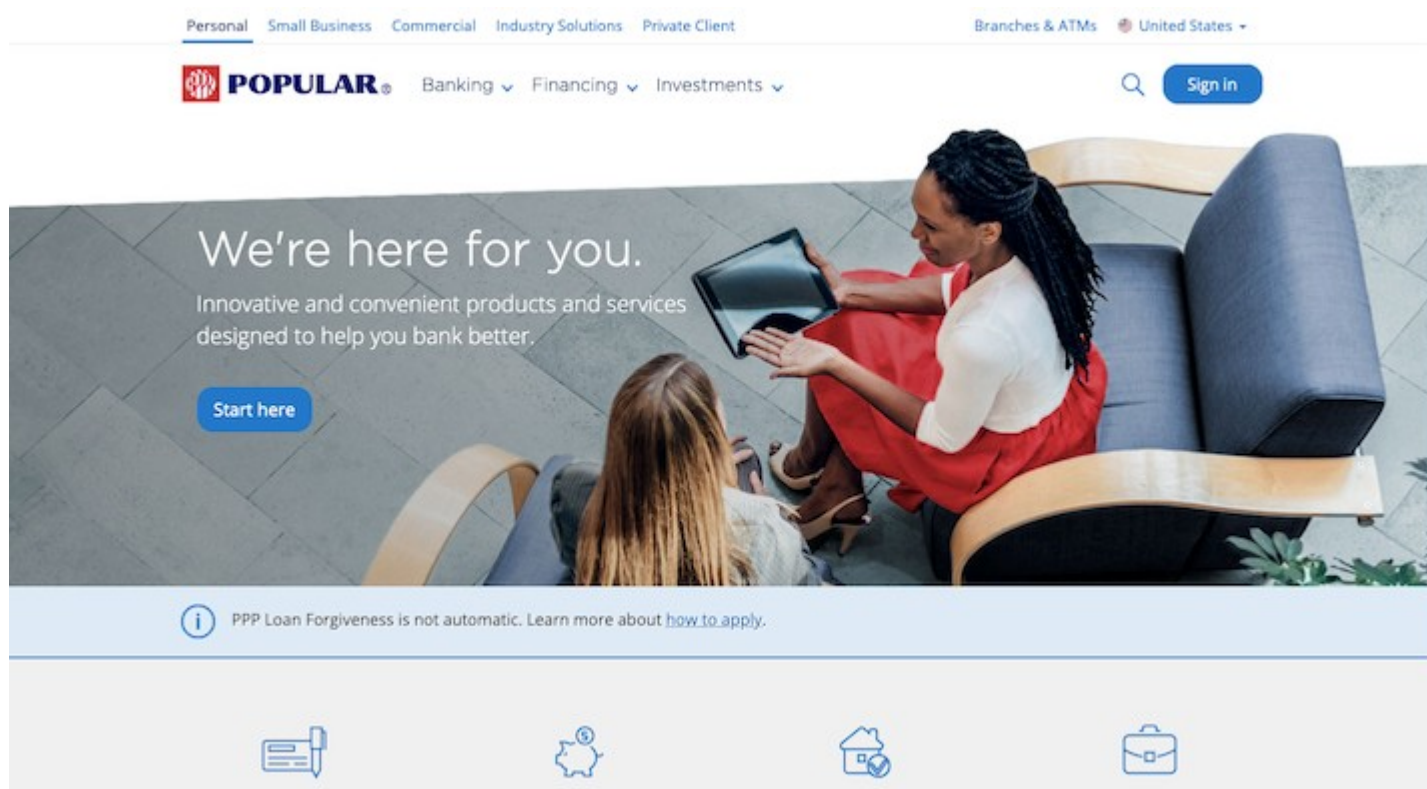 Personal Small Business Commercial Industry Solutions Private Client Branches & ATMs United States
POPULAR® Banking Financing Investments Sign in
We're here for you.
Innovative and convenient products and services
designed to help you bank better.
Start here
PPP Loan Forgiveness is not automatic. Learn more about how to apply.